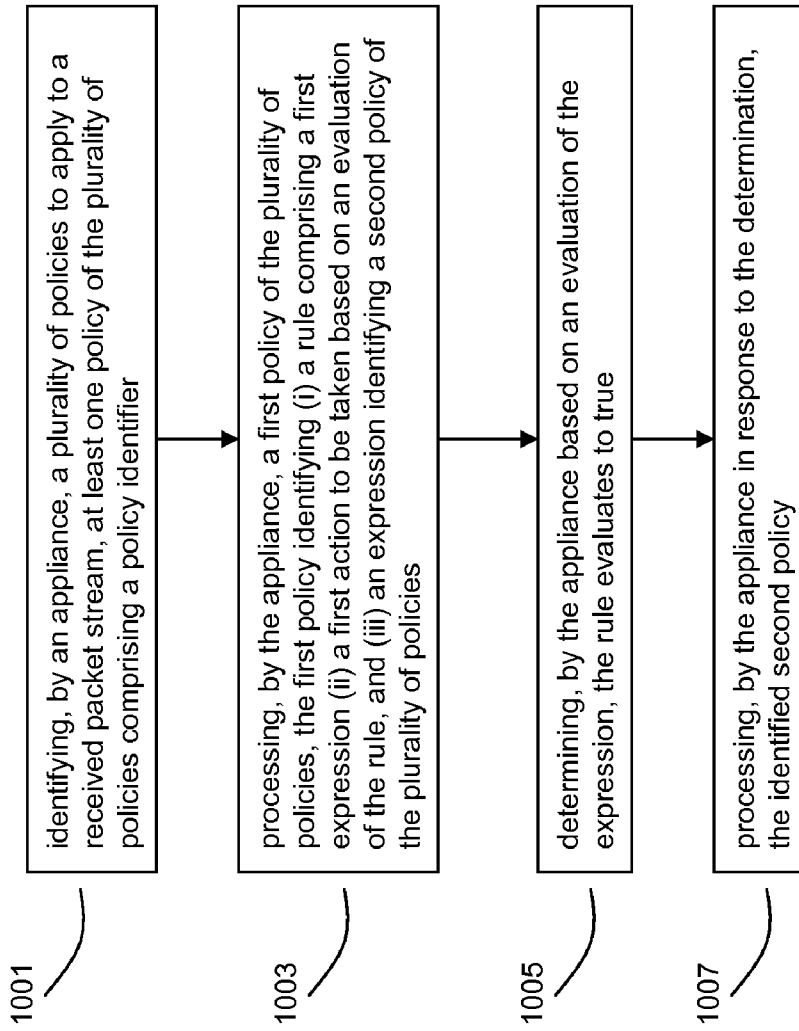 1001
identifying, by an appliance, a plurality of policies to apply to a
received packet stream, at least one policy of the plurality of
policies comprising a policy identifier
1003
processing, by the appliance, a first policy of the plurality of
policies, the first policy identifying (i) a rule comprising a first
expression (ii) a first action to be taken based on an evaluation
of the rule, and (iii) an expression identifying a second policy of
the plurality of policies
1005
determining, by the appliance based on an evaluation of the
expression, the rule evaluates to true
1007
processing, by the appliance in response to the determination,
the identified second policy